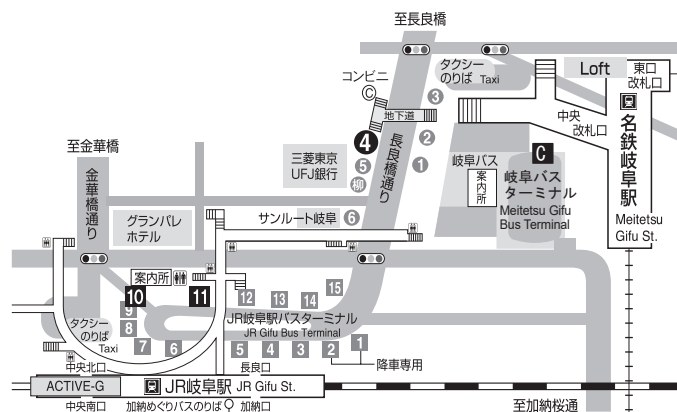 至長良橋
コンビニ
C
タクシー
のりば Taxi
Loft
東口
改札口
中央
改札口
名鉄岐阜駅
Meitetsu
Gifu St.
3
地下道
2
1
4
5
柳
6
長良橋通り
三菱東京
UFJ銀行
岐阜バス
案内所
C
岐阜バス
ターミナル
Meitetsu Gifu
Bus Terminal
至金華橋
金華橋通り
グランパレ
ホテル
サンルート岐阜
案内所
10
11
12
13
14
15
9
8
7
6
5
4
3
2
1
タクシー
のりば
Taxi
JR岐阜駅バスターミナル
JR Gifu Bus Terminal
降車専用
中央北口
長良口
ACTIVE-G
JR岐阜駅 JR Gifu St.
中央南口
加納めぐりバスのりば
加納口
至加納桜通